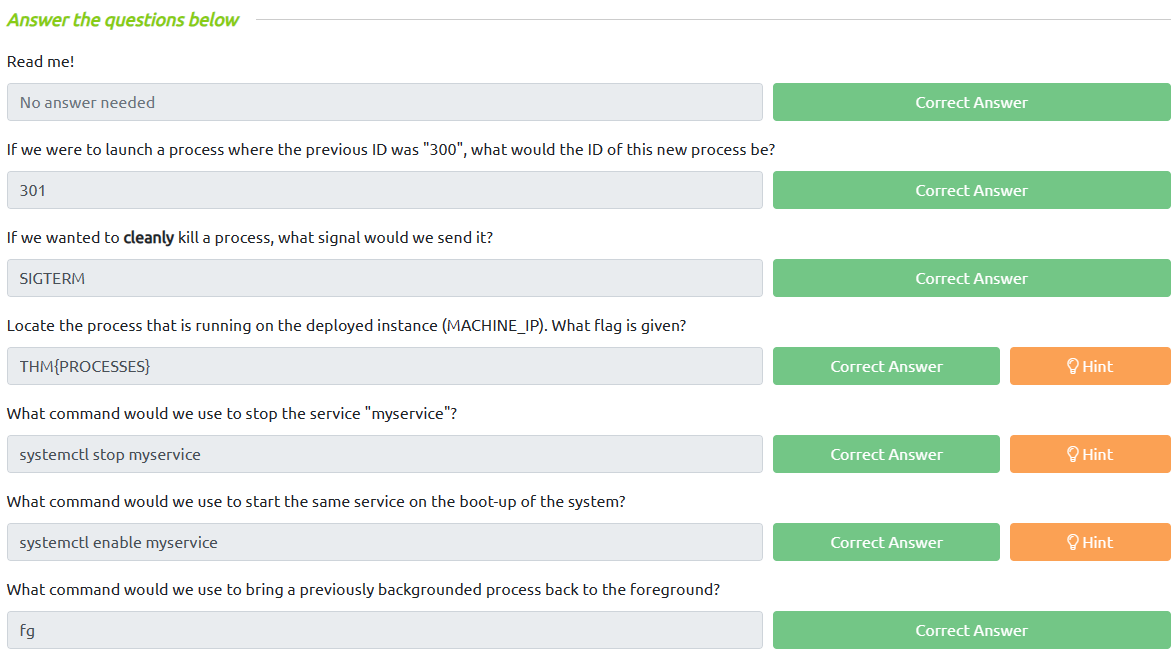 Answer the questions below
Read me!
No answer needed Correct Answer
If we were to launch a process where the previous ID was "300", what would the ID of this new process be?
301 Correct Answer
If we wanted to cleanly kill a process, what signal would we send it?
SIGTERM Correct Answer
Locate the process that is running on the deployed instance (MACHINE_IP). What flag is given?
THM{PROCESSES} Correct Answer Hint
What command would we use to stop the service "myservice"?
systemctl stop myservice Correct Answer Hint
What command would we use to start the same service on the boot-up of the system?
systemctl enable myservice Correct Answer Hint
What command would we use to bring a previously backgrounded process back to the foreground?
fg Correct Answer